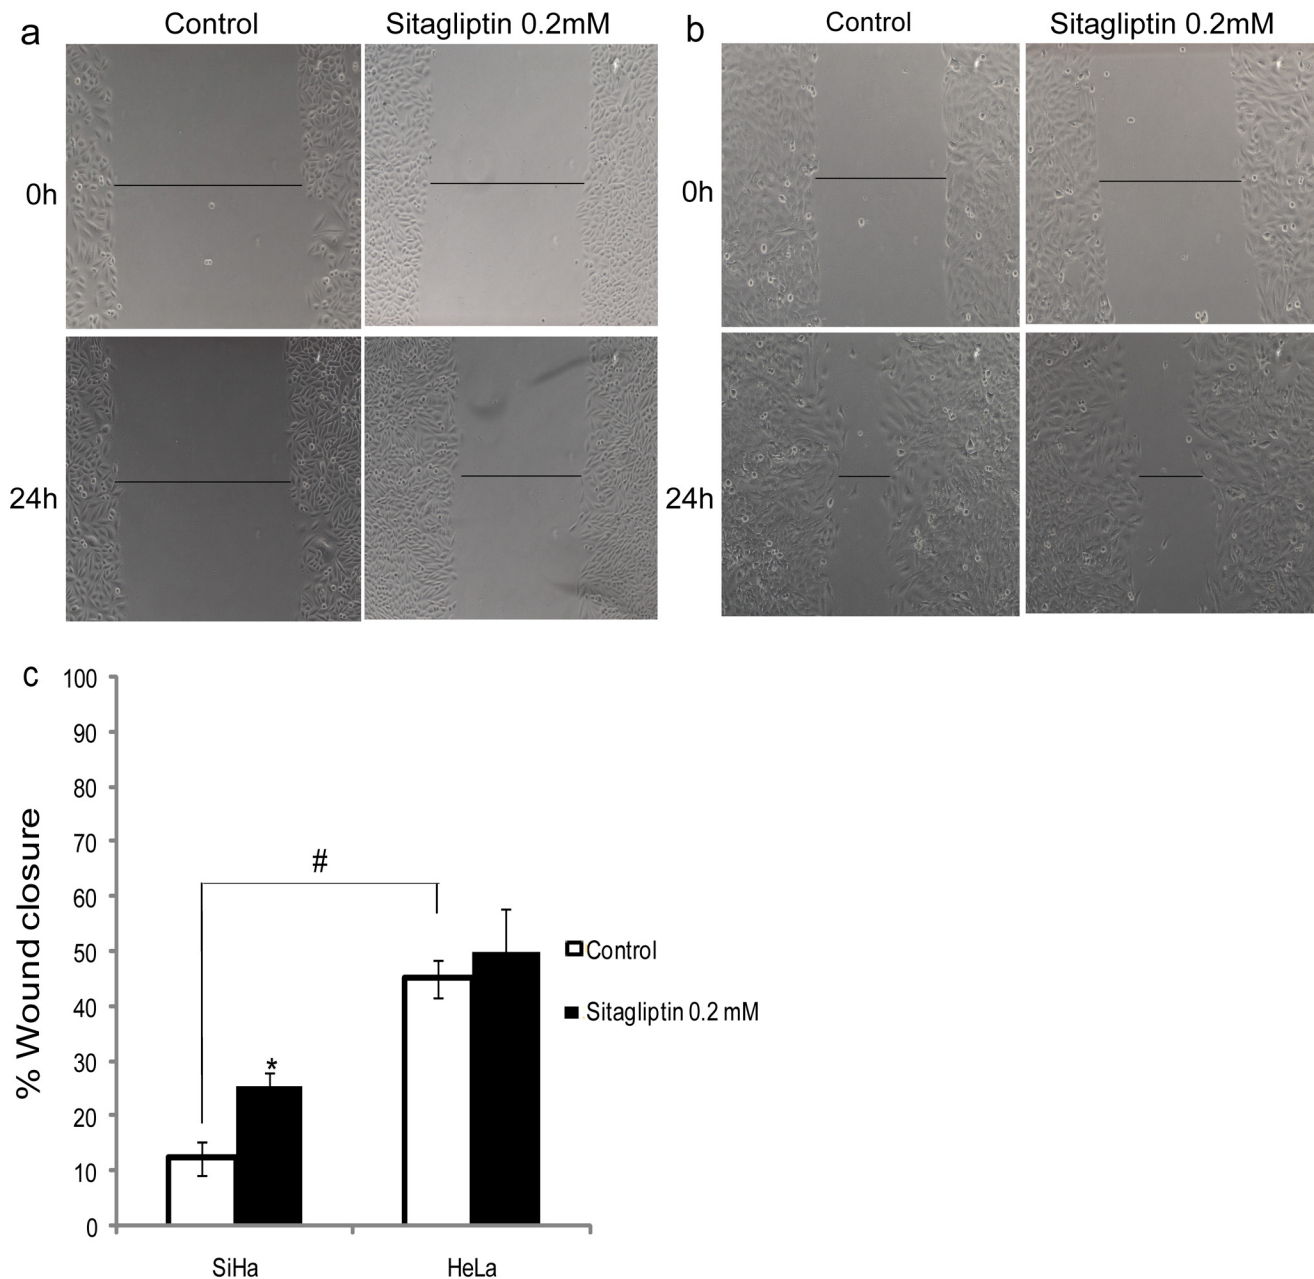 a
Control
Sitagliptin 0.2mM
b
Control
Sitagliptin 0.2mM
0h
0h
24h
24h
c
% Wound closure
100
90
80
70
60
50
40
30
20
10
0
#
*
Control
Sitagliptin 0.2 mM
SiHa
HeLa